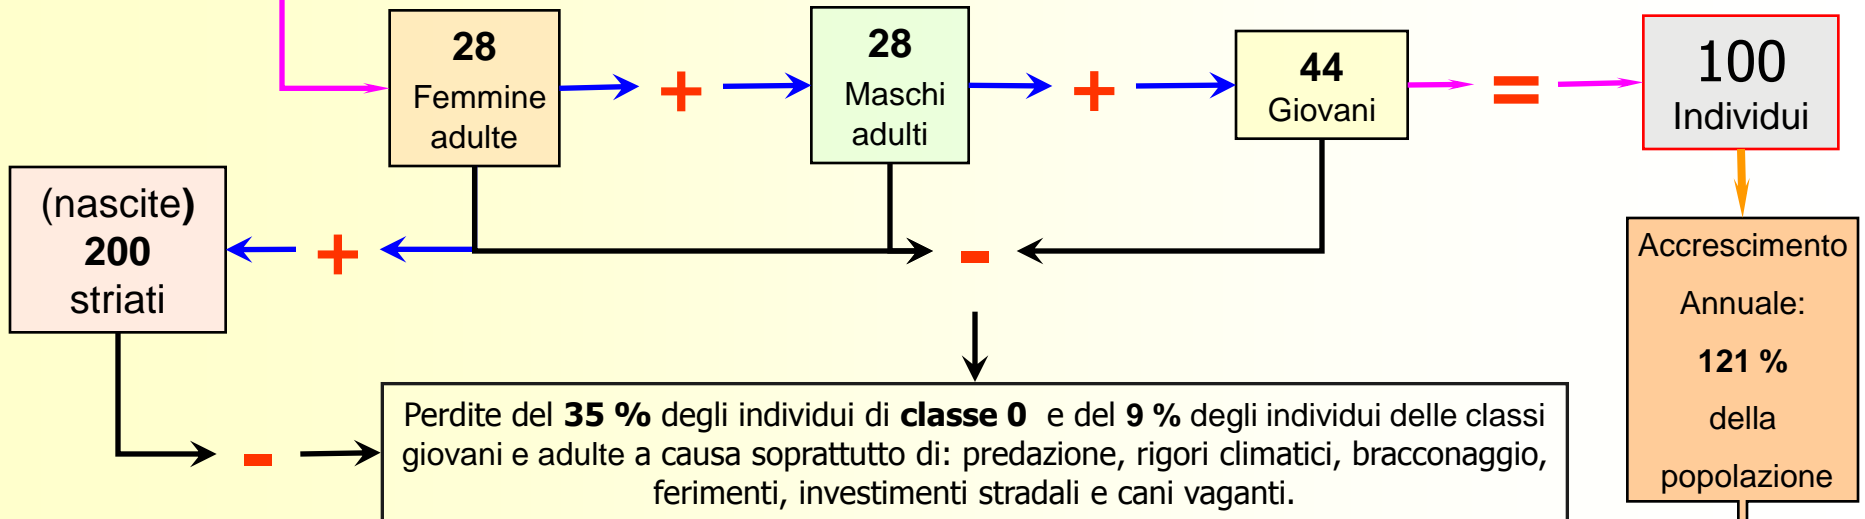 28
Femmine
adulte
+
28
Maschi
adulti
+
44
Giovani
=
100
Individui
(nascite)
200
striati
+
-
Accrescimento
Annuale:
121 %
della
popolazione
-
Perdite del 35 % degli individui di classe 0 e del 9 % degli individui delle classi
giovani e adulte a causa soprattutto di: predazione, rigori climatici, bracconaggio,
ferimenti, investimenti stradali e cani vaganti.